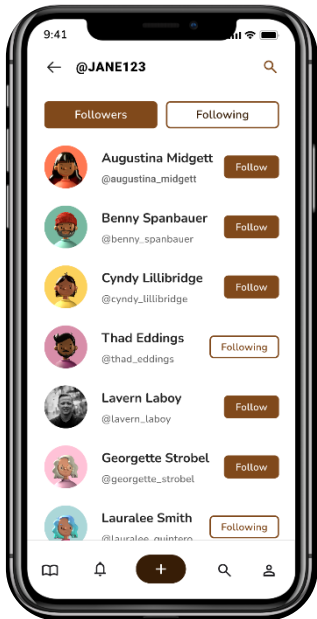 9:41
@JANE123
Followers
Following
Augustina Midgett
@augustina_midgett
Follow
Benny Spanbauer
@benny_spanbauer
Follow
Cyndy Lillibridge
@cyndy_lillibridge
Follow
Thad Eddings
@thad_eddings
Following
Lavern Laboy
@lavern_laboy
Follow
Georgette Strobel
@georgette_strobel
Follow
Lauralee Smith
@lauralee_quintero
Following